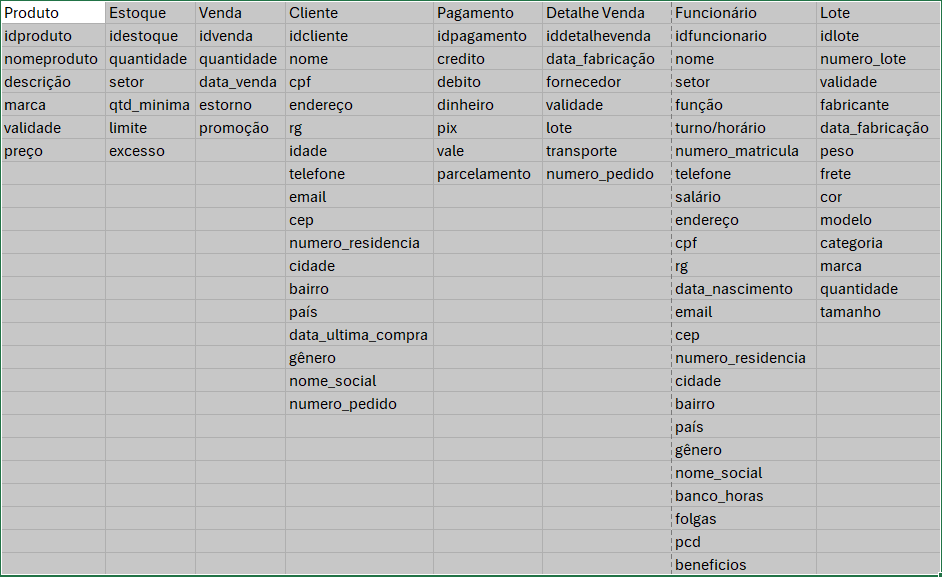 Produto Estoque Venda Cliente Pagamento Detalhe Venda Funcionário Lote
idproduto idestoque idvenda idcliente idpagamento iddetalhevenda idfuncionario idlote
nomeproduto quantidade quantidade nome credito data_fabricação nome numero_lote
descrição setor data_venda cpf debito fornecedor setor validade
marca qtd_minima estorno endereço dinheiro validade função fabricante
validade limite promoção rg pix lote turno/horário data_fabricação
preço excesso idade vale transporte numero_matricula peso
telefone parcelamento numero_pedido telefone frete
email salário cor
cep endereço modelo
numero_residencia cpf categoria
cidade rg marca
bairro data_nascimento quantidade
país email tamanho
data_ultima_compra cep
gênero numero_residencia
nome_social cidade
numero_pedido bairro
país
gênero
nome_social
banco_horas
folgas
pcd
beneficios